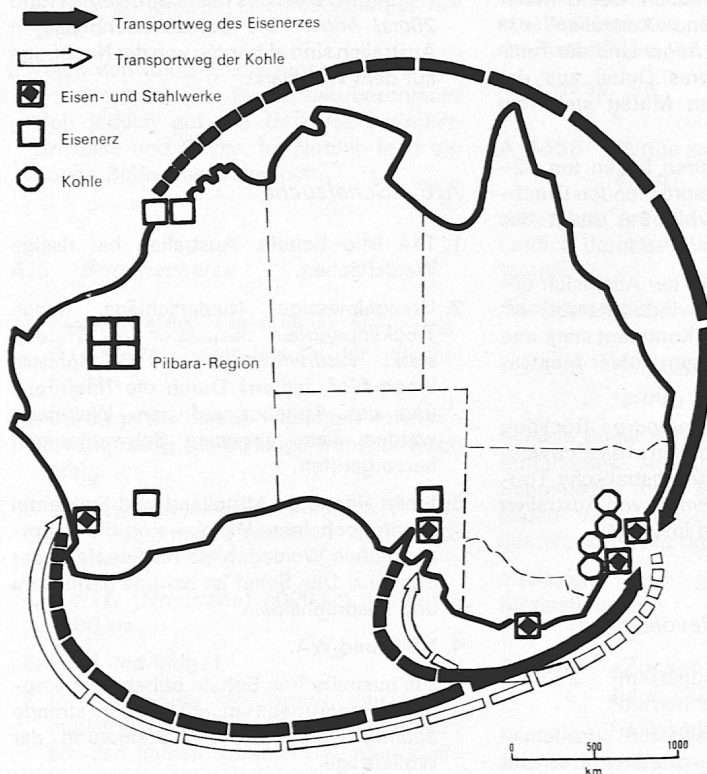 Transportweg des Eisenerzes
Transportweg der Kohle
Eisen- und Stahlwerke
Eisenerz
Kohle
Pilbara-Region
0 500 1000
km